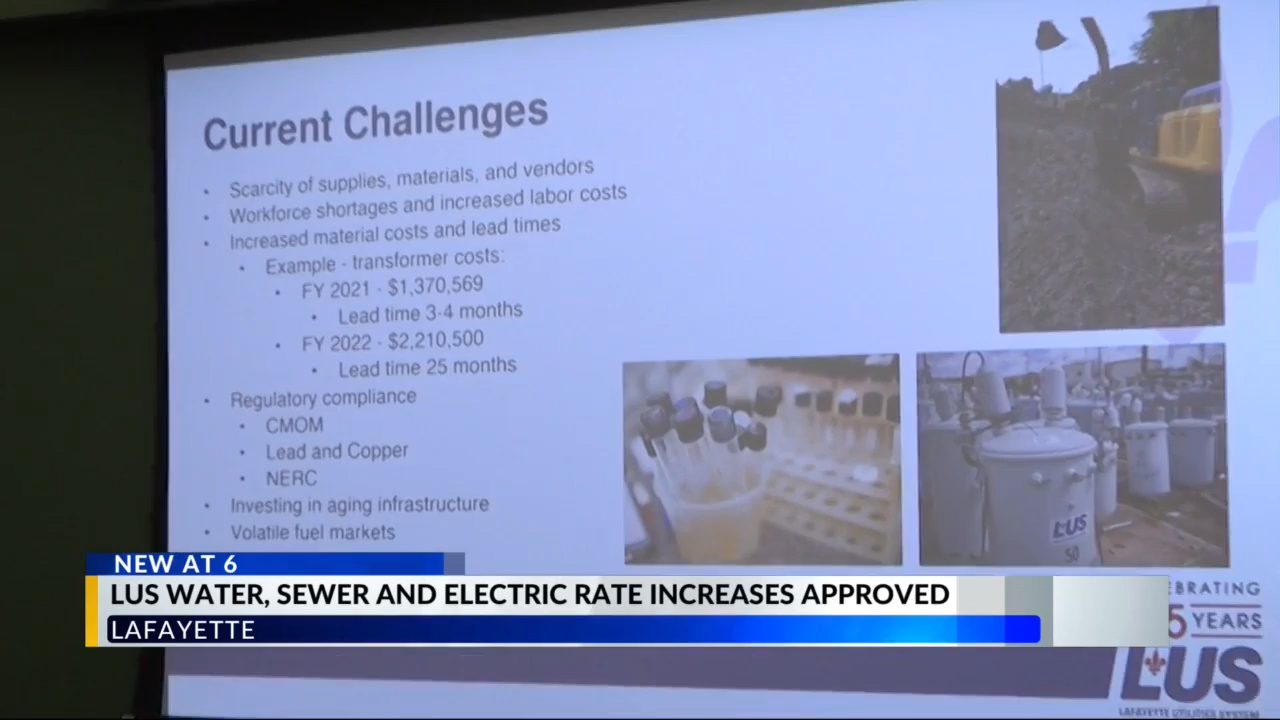 Current Challenges
• Scarcity of supplies, materials, and vendors
• Workforce shortages and increased labor costs
• Increased material costs and lead times
• Example - transformer costs:
• FY 2021 - $1,370,569
• Lead time 3-4 months
• FY 2022 - $2,210,500
• Lead time 25 months
• Regulatory compliance
• CMOM
• Lead and Copper
• NERC
• Investing in aging infrastructure
• Volatile fuel markets
LUS
50
NEW AT 6
LUS WATER, SEWER AND ELECTRIC RATE INCREASES APPROVED
LAFAYETTE
EBRATING
5 YEARS
LUS
LAFAYETTE UTILITIES SYSTEM